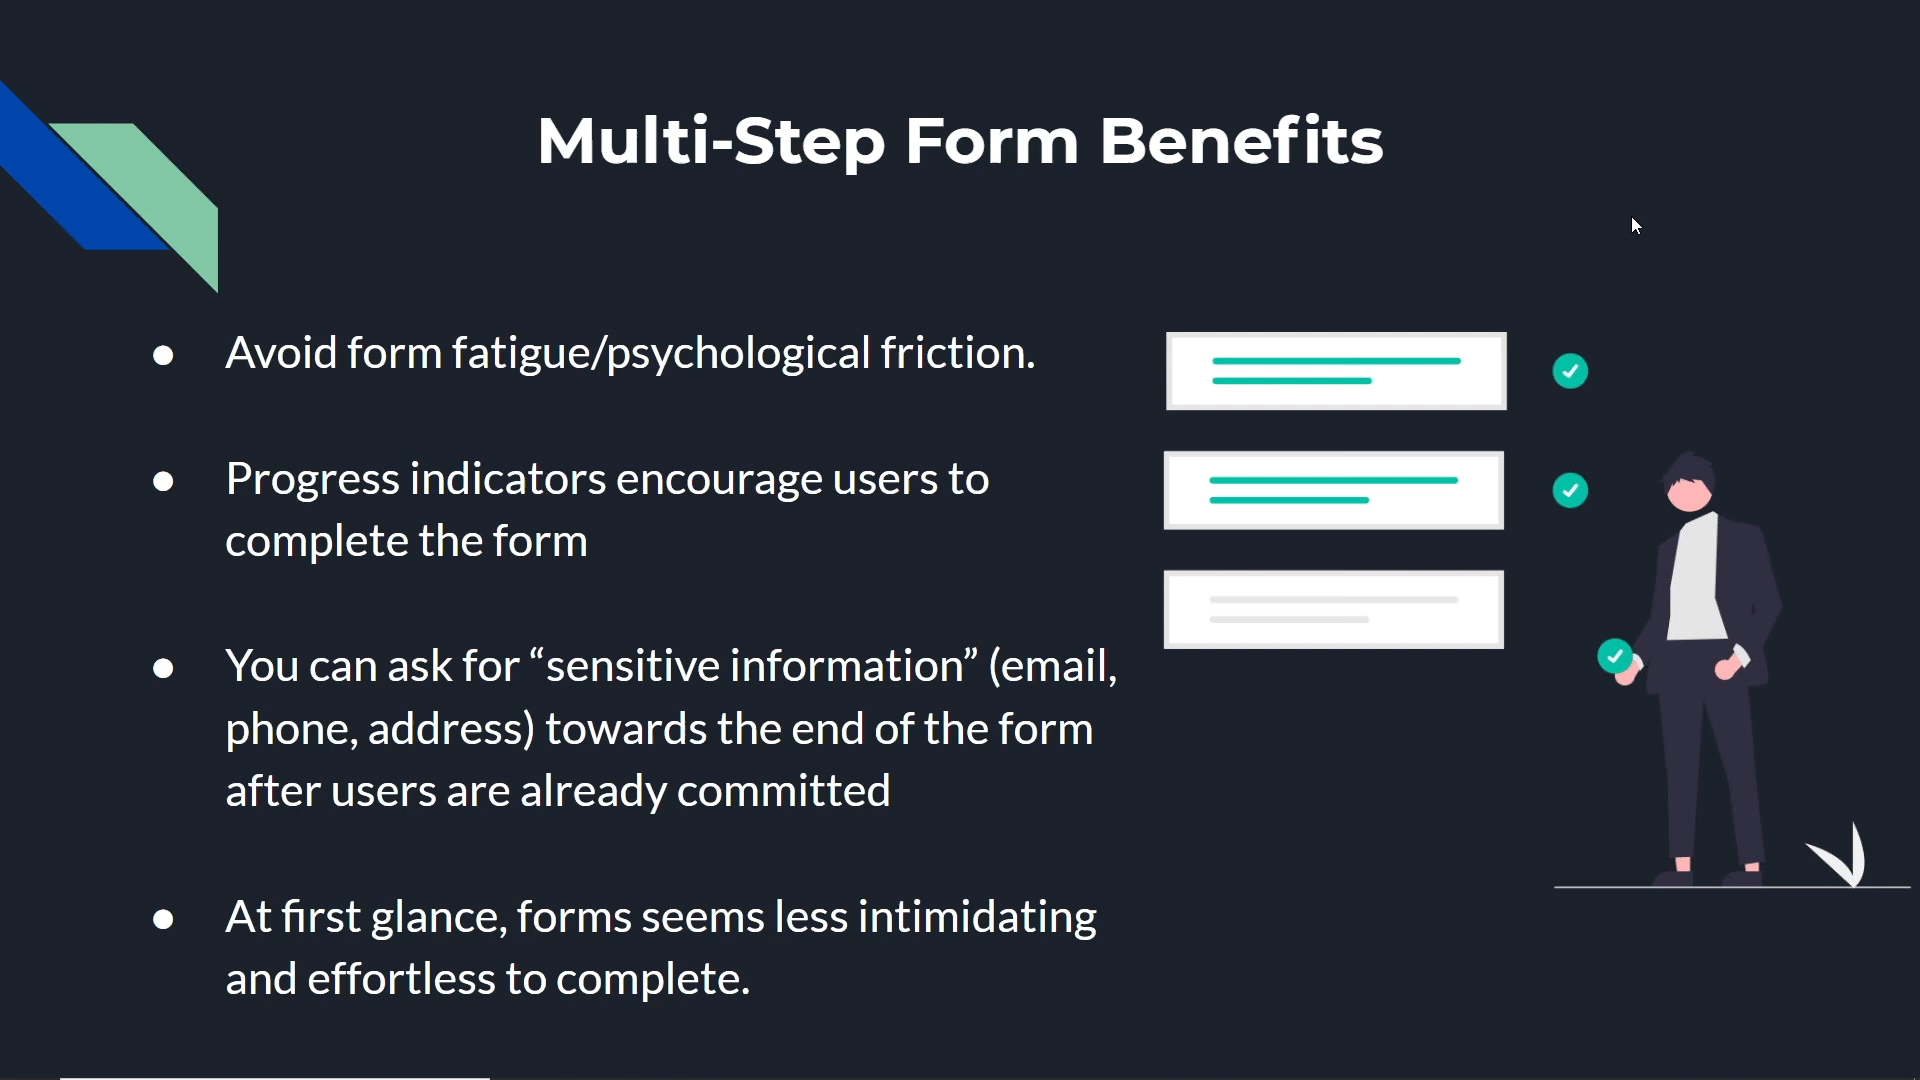 Multi-Step Form Benefits
● Avoid form fatigue/psychological friction.
● Progress indicators encourage users to
complete the form
● You can ask for “sensitive information” (email,
phone, address) towards the end of the form
after users are already committed
● At first glance, forms seems less intimidating
and effortless to complete.